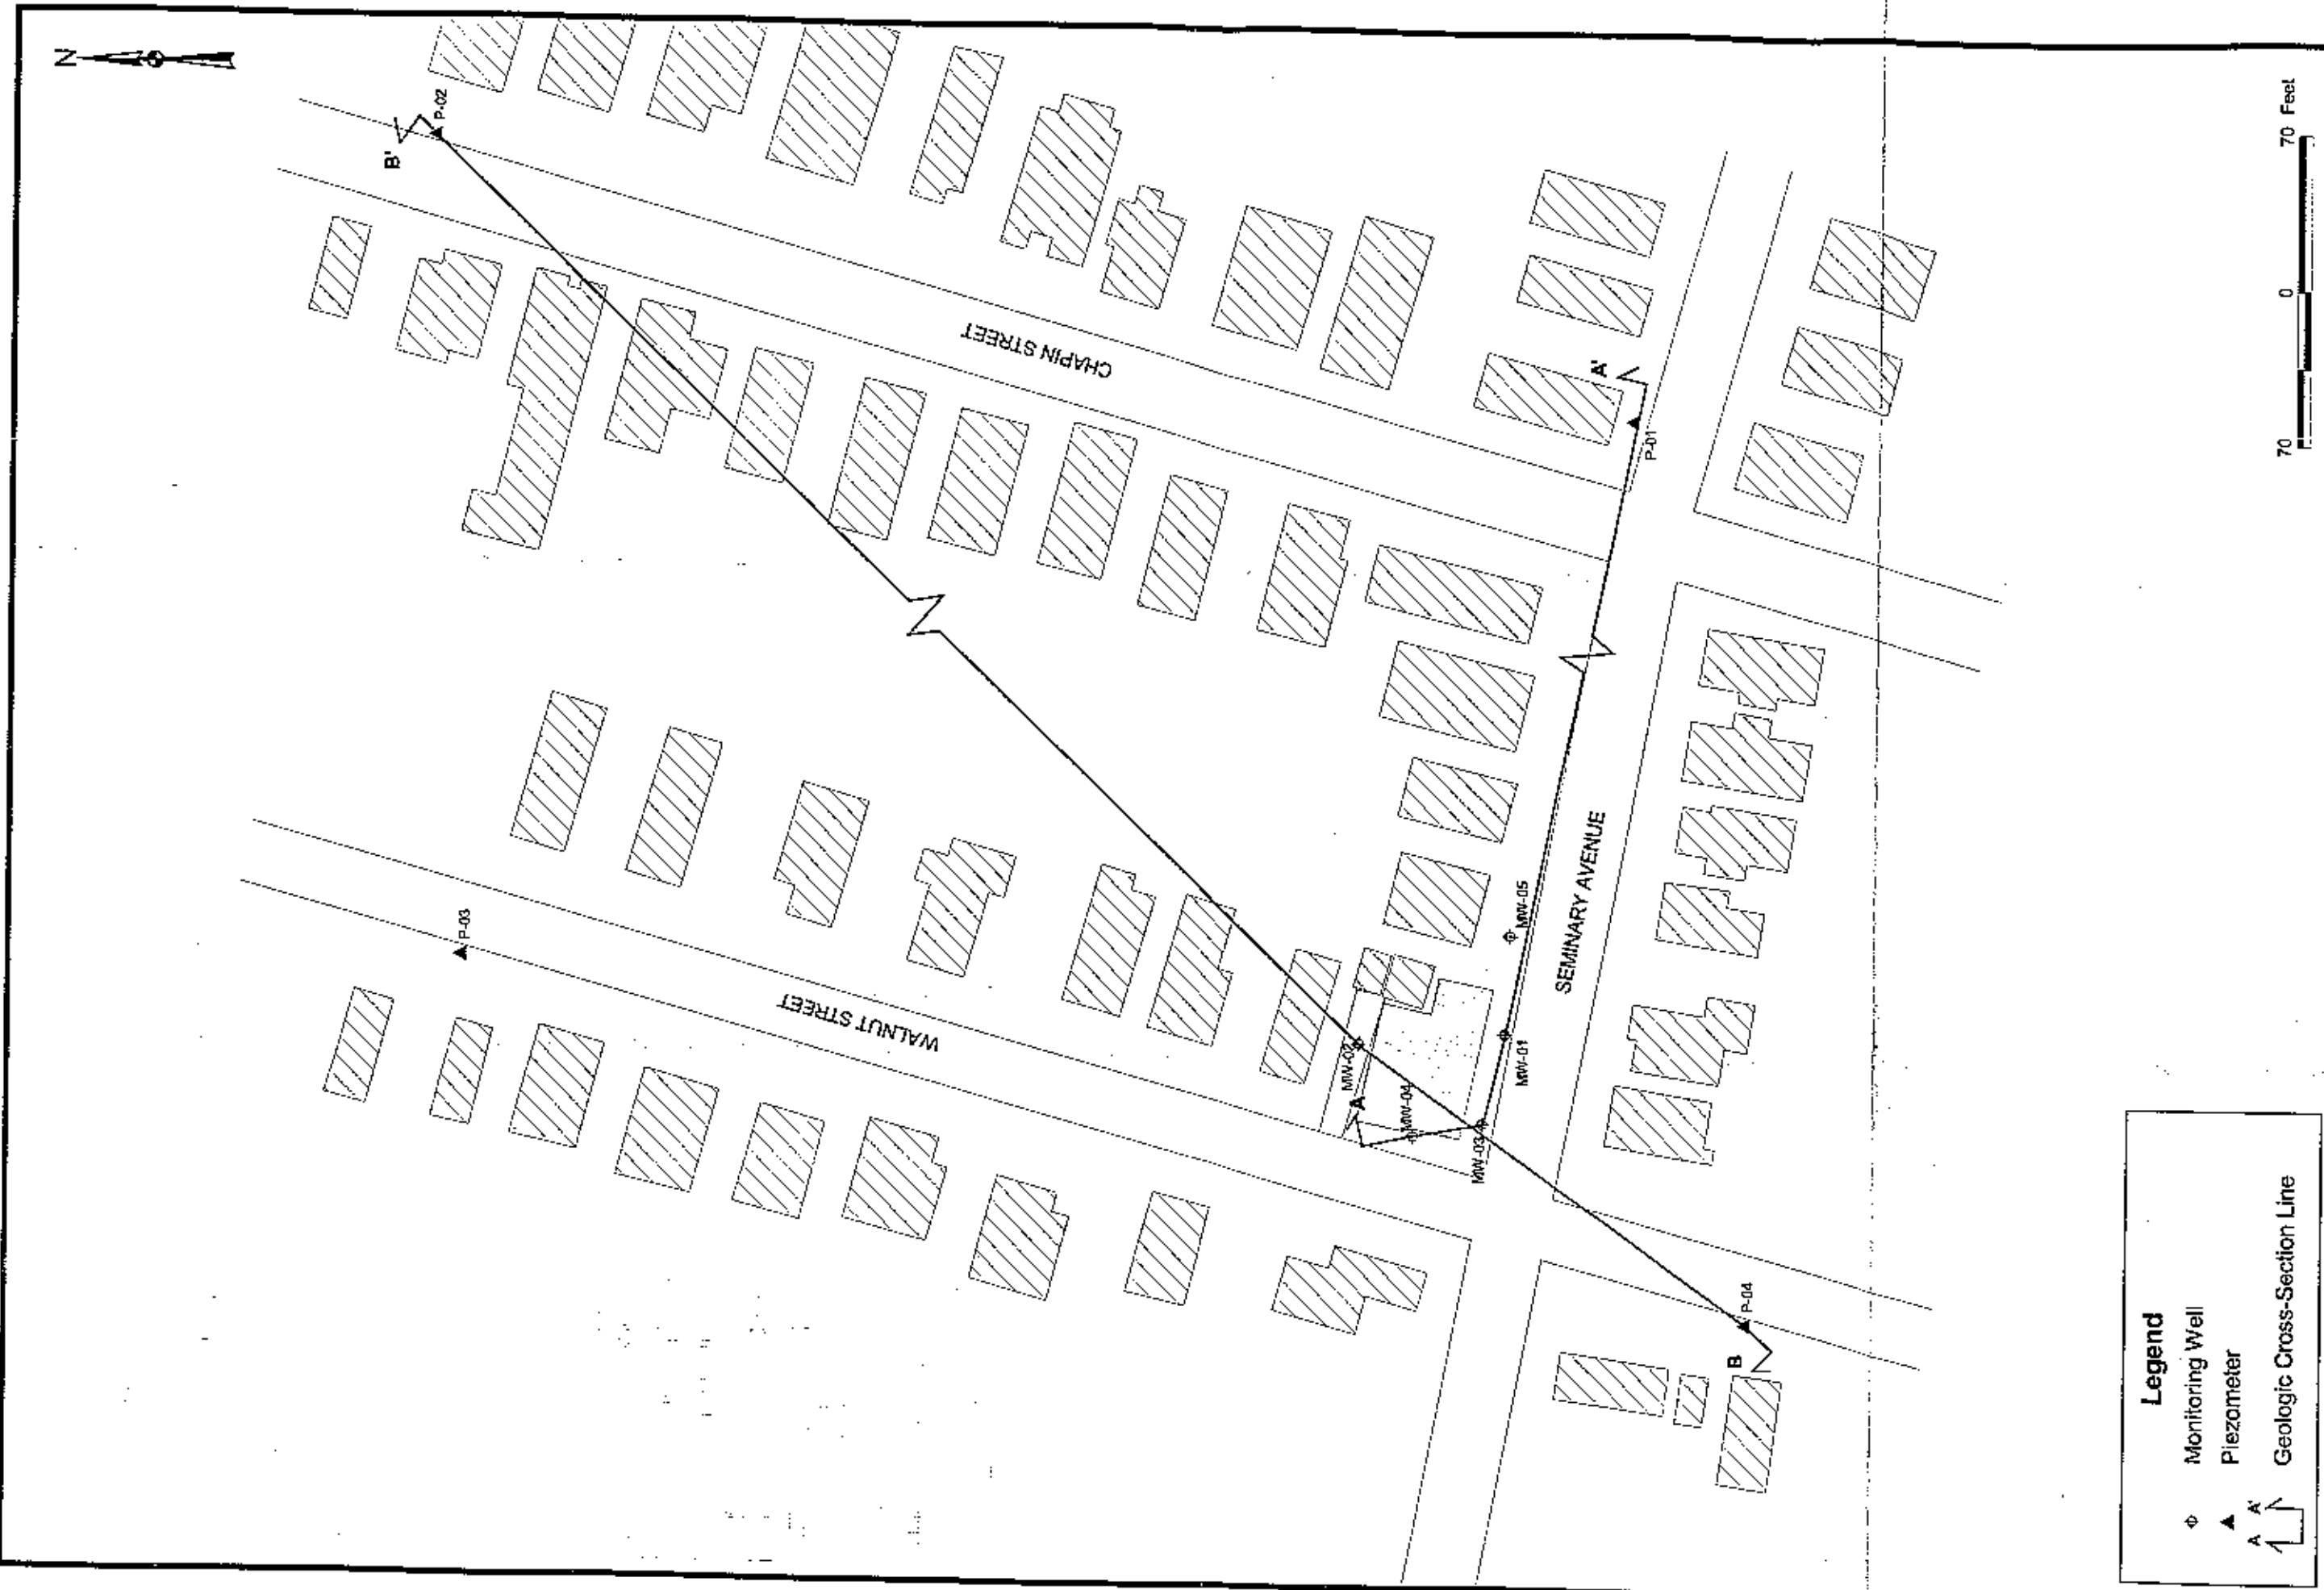 N
B'
P-02
P-03
CHAPIN STREET
WALNUT STREET
A'
P-01
MW-05
SEMINARY AVENUE
MW-02
A
MW-04
MW-01
MW-03
P-04
B
70 0 70 Feet
Legend
Monitoring Well
Piezometer
A A'
Geologic Cross-Section Line